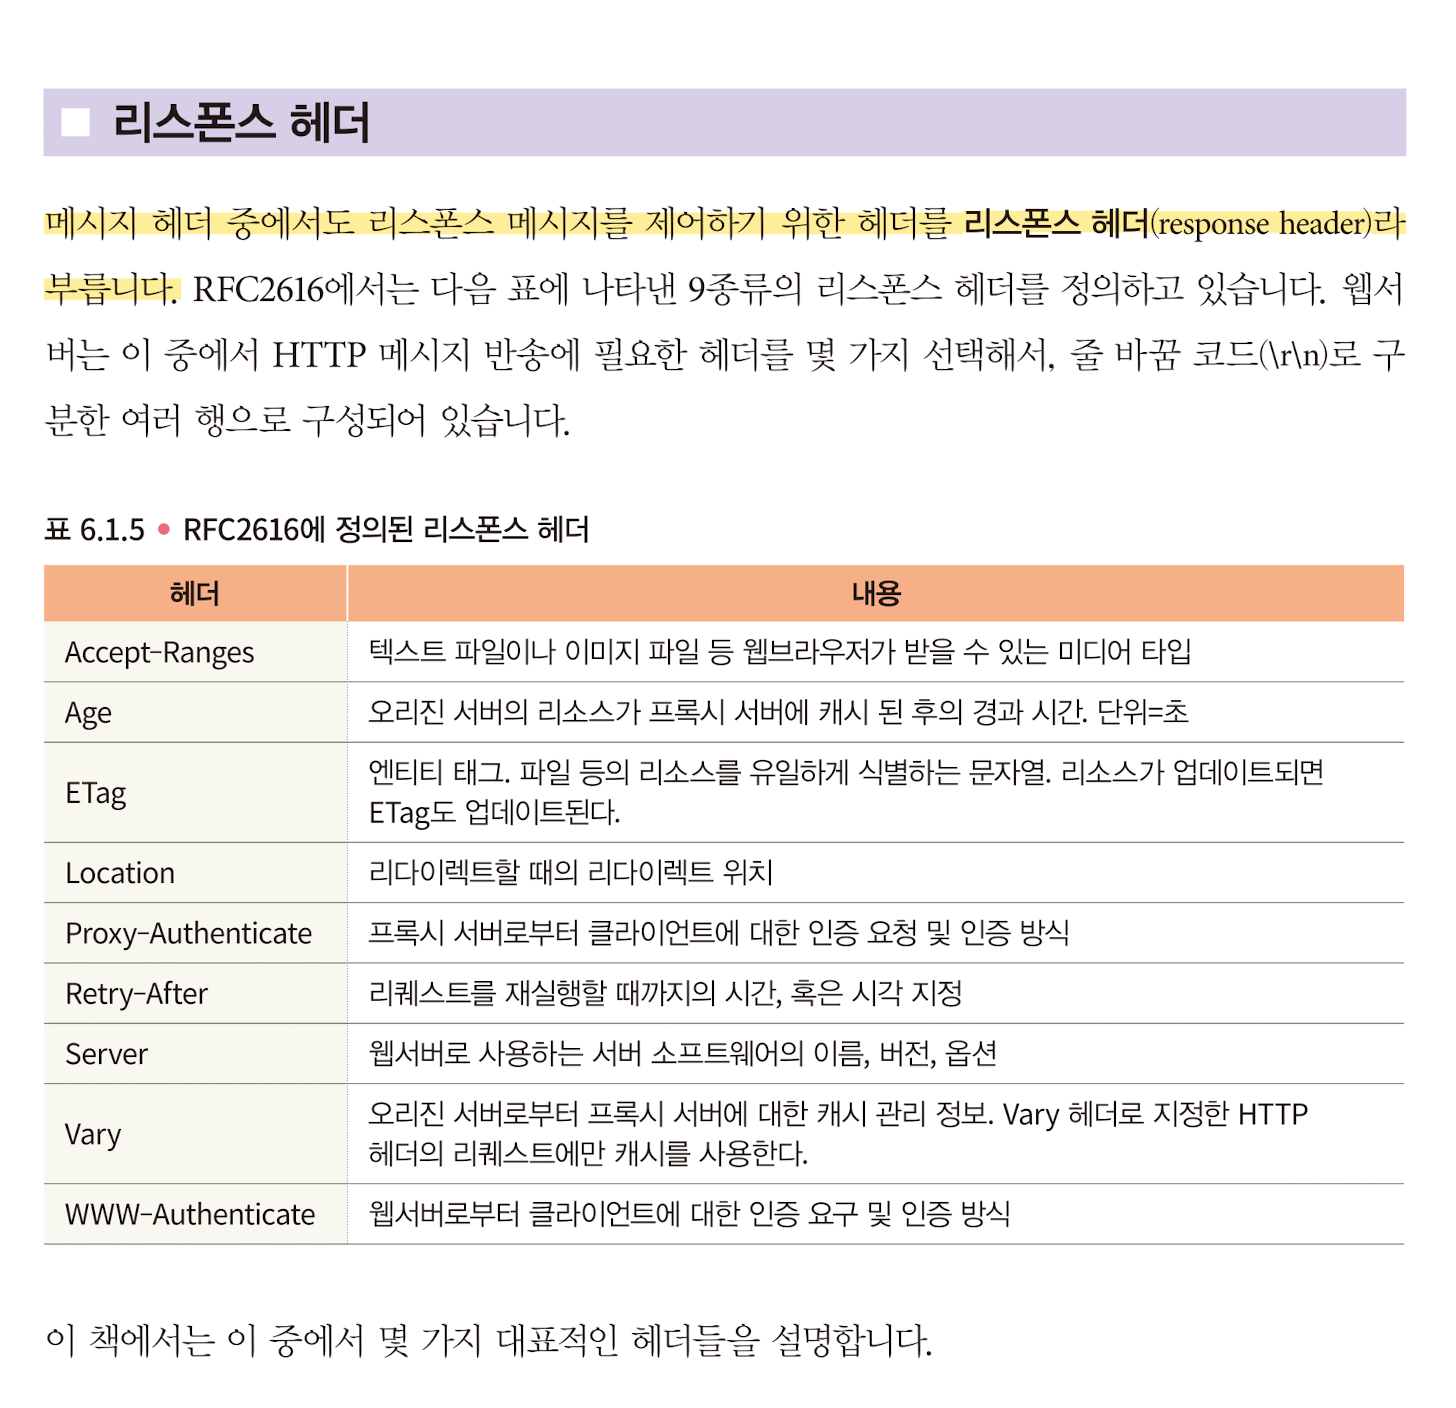 리스폰스 헤더
메시지 헤더 중에서도 리스폰스 메시지를 제어하기 위한 헤더를 리스폰스 헤더(response header)라
부릅니다. RFC2616에서는 다음 표에 나타낸 9종류의 리스폰스 헤더를 정의하고 있습니다. 웹서
버는 이 중에서 HTTP 메시지 반송에 필요한 헤더를 몇 가지 선택해서, 줄 바꿈 코드(\r\n)로 구
분한 여러 행으로 구성되어 있습니다.
표 6.1.5 • RFC2616에 정의된 리스폰스 헤더
헤더 내용
Accept-Ranges 텍스트 파일이나 이미지 파일 등 웹브라우저가 받을 수 있는 미디어 타입
Age 오리진 서버의 리소스가 프록시 서버에 캐시 된 후의 경과 시간. 단위=초
ETag 엔티티 태그. 파일 등의 리소스를 유일하게 식별하는 문자열. 리소스가 업데이트되면
ETag도 업데이트된다.
Location 리다이렉트할 때의 리다이렉트 위치
Proxy-Authenticate 프록시 서버로부터 클라이언트에 대한 인증 요청 및 인증 방식
Retry-After 리퀘스트를 재실행할 때까지의 시간, 혹은 시각 지정
Server 웹서버로 사용하는 서버 소프트웨어의 이름, 버전, 옵션
Vary 오리진 서버로부터 프록시 서버에 대한 캐시 관리 정보. Vary 헤더로 지정한 HTTP
헤더의 리퀘스트에만 캐시를 사용한다.
WWW-Authenticate 웹서버로부터 클라이언트에 대한 인증 요구 및 인증 방식
이 책에서는 이 중에서 몇 가지 대표적인 헤더들을 설명합니다.